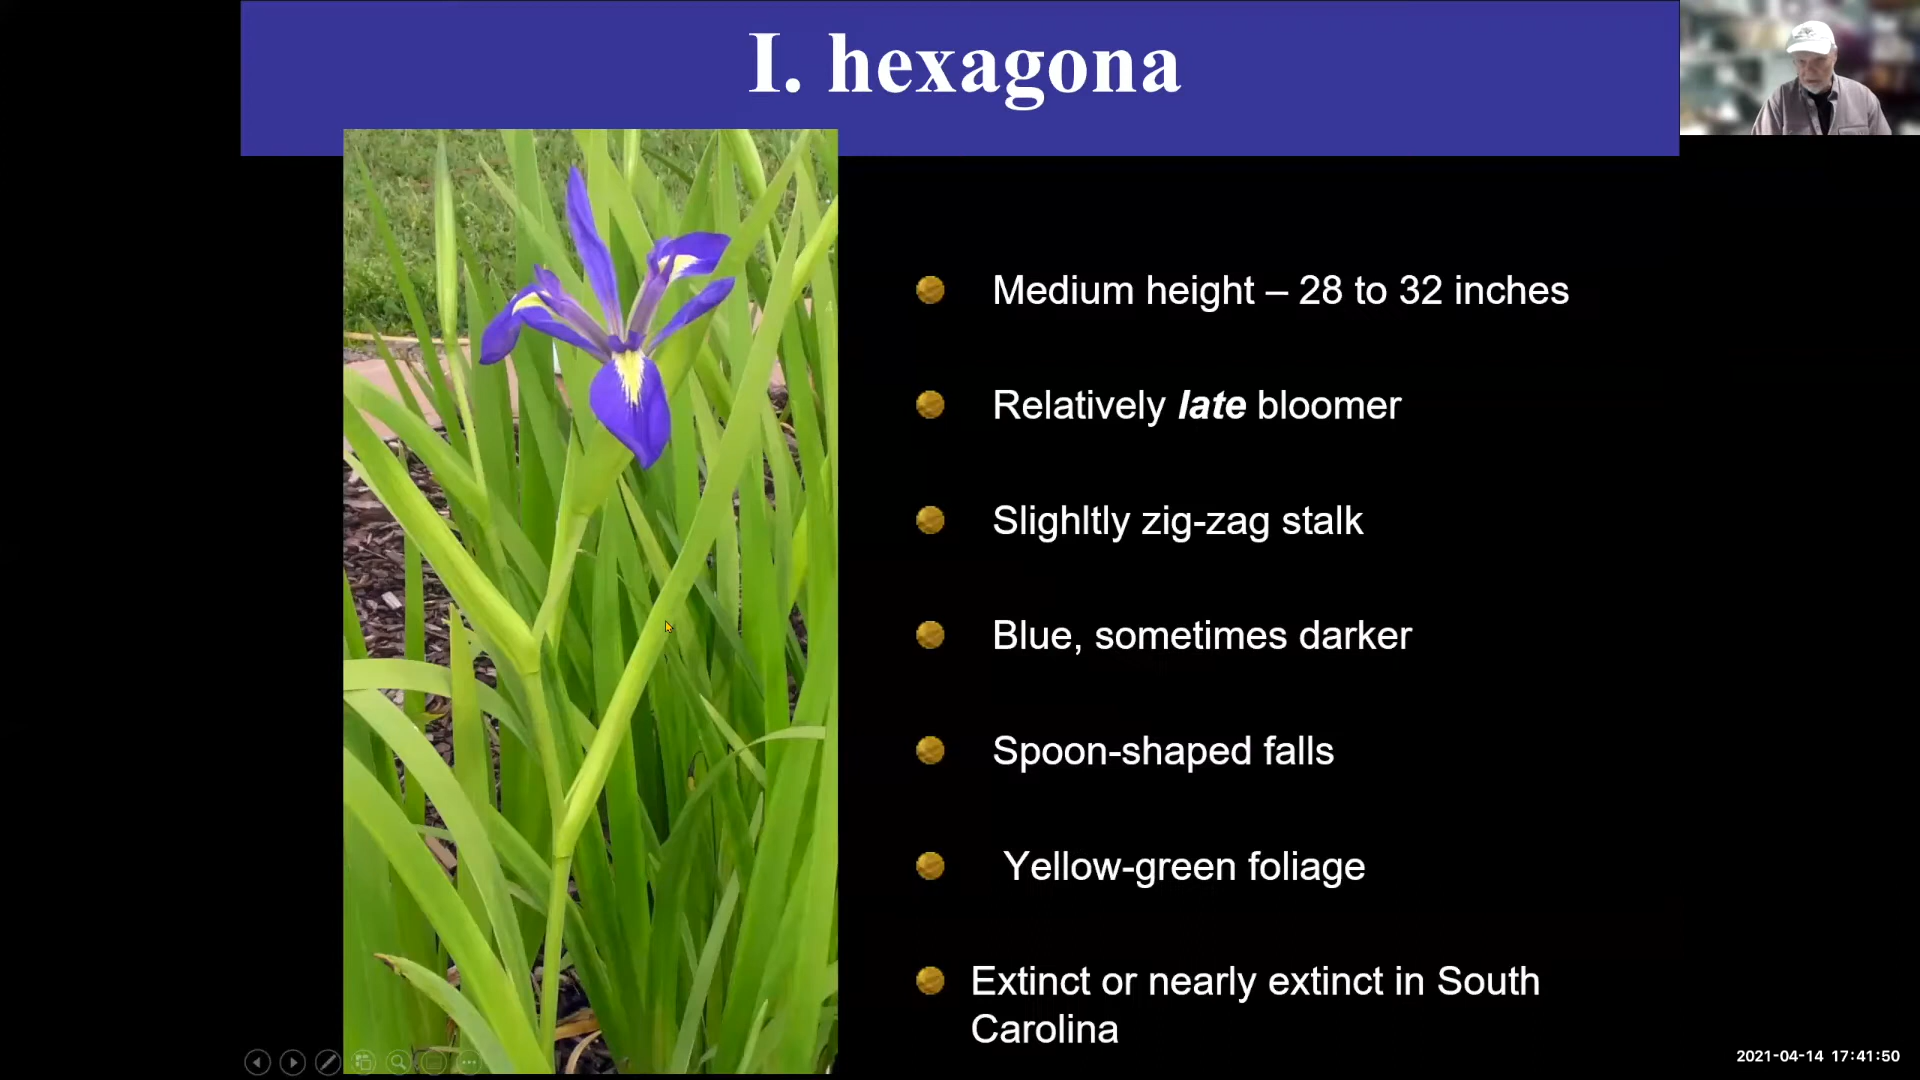 I. hexagona
Medium height – 28 to 32 inches
Relatively late bloomer
Slighltly zig-zag stalk
Blue, sometimes darker
Spoon-shaped falls
Yellow-green foliage
Extinct or nearly extinct in South
Carolina
2021-04-14 17:41:50